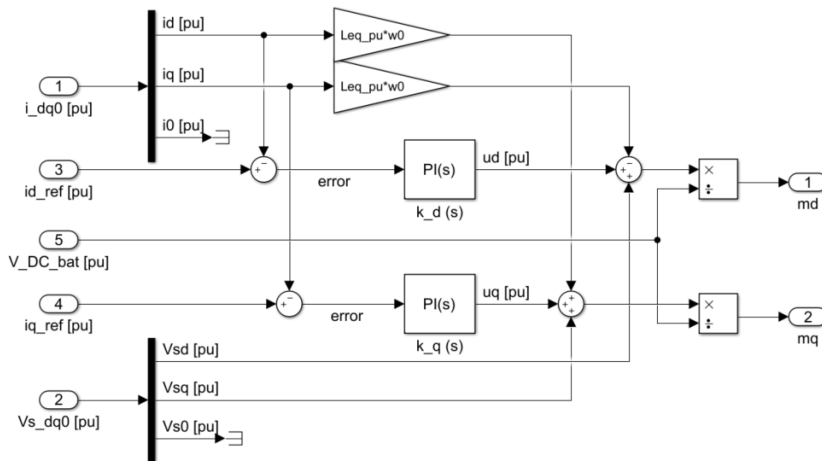 id [pu]
Leq_pu*w0
1
iq [pu]
Leq_pu*w0
i_dq0 [pu]
i0 [pu]
−
−
3
+
error
PI(s)
ud [pu]
+
+
×
÷
1
id_ref [pu]
k_d (s)
md
5
V_DC_bat [pu]
−
4
+
error
PI(s)
uq [pu]
+
+
+
×
÷
2
iq_ref [pu]
k_q (s)
mq
Vsd [pu]
2
Vsq [pu]
Vs_dq0 [pu]
Vs0 [pu]